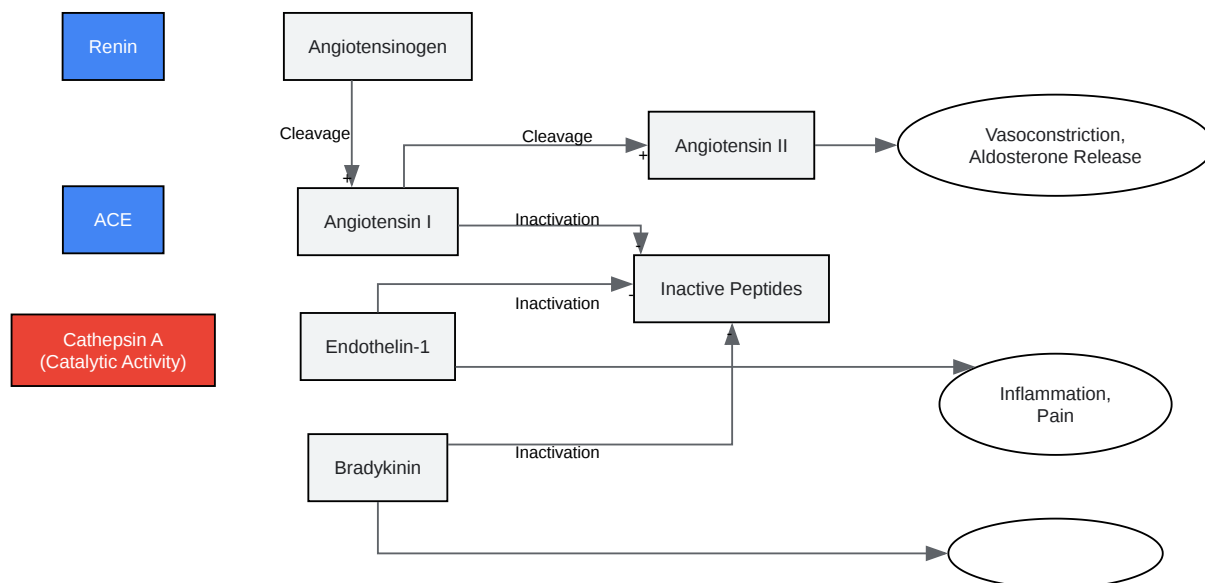 Renin
Angiotensinogen
Cleavage
+
Cleavage
+
Angiotensin II
Vasoconstriction,
Aldosterone Release
ACE
Angiotensin I
Inactivation
-
Inactive Peptides
Inactivation
-
Cathepsin A
(Catalytic Activity)
Endothelin-1
-
Inflammation,
Pain
Bradykinin
Inactivation